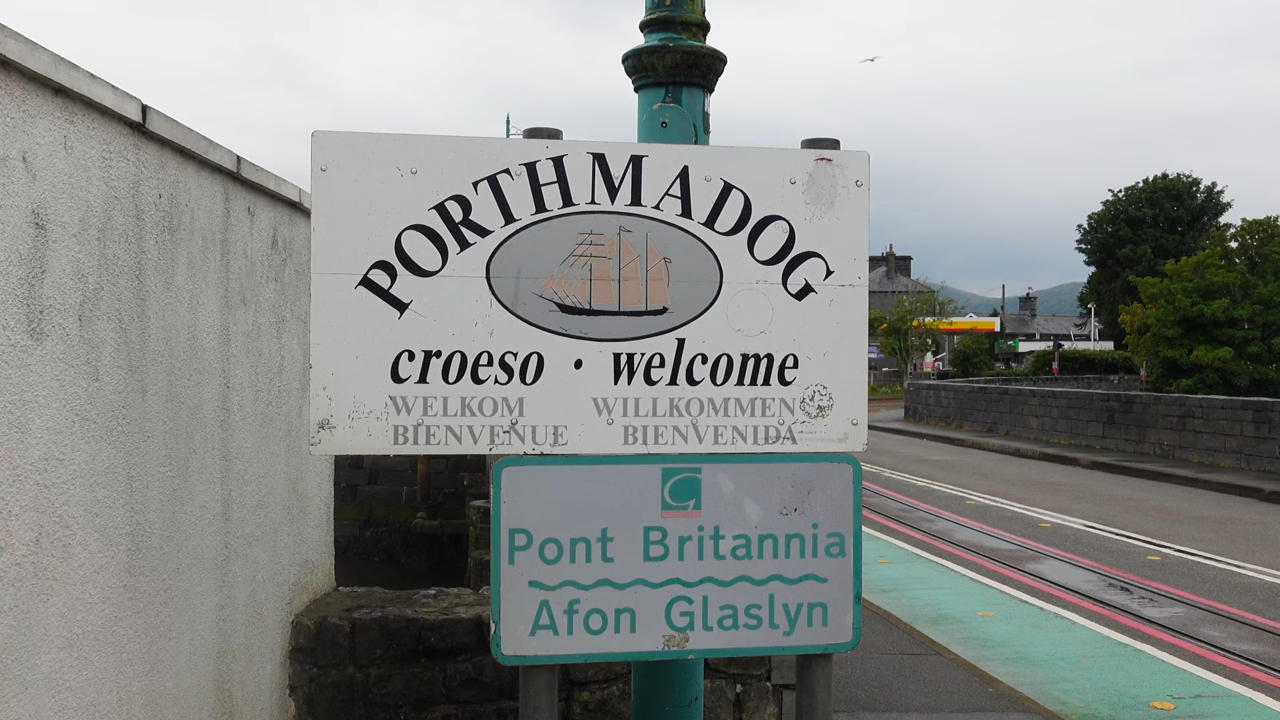 PORTHMADOG
croeso · welcome
WELKOM WILLKOMMEN
BIENVENUE BIENVENIDA
Pont Britannia
Afon Glaslyn